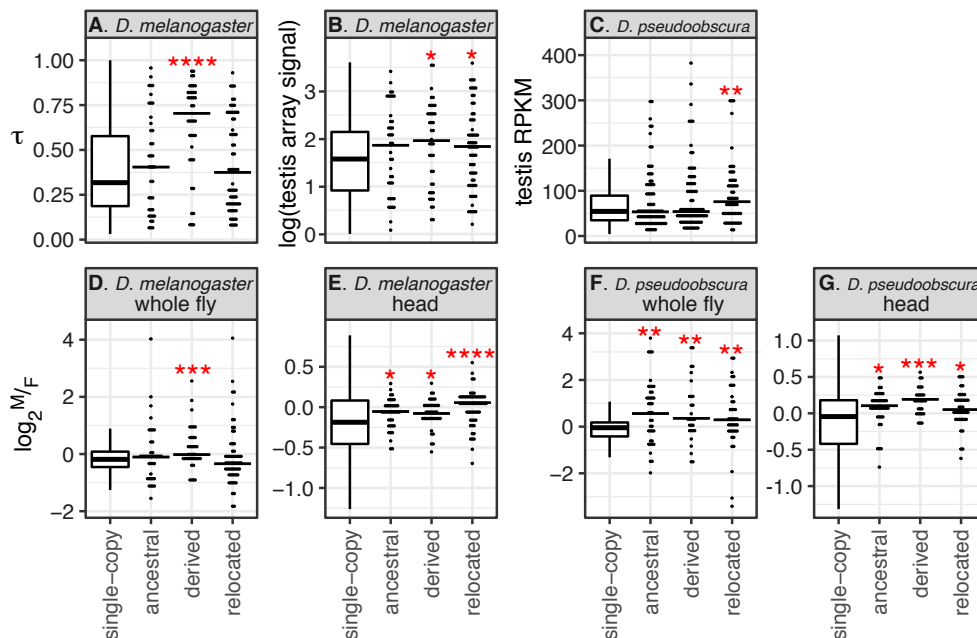 A. D. melanogaster
τ
1.00
0.75
0.50
0.25
0.00
****
B. D. melanogaster
log(testis array signal)
3
2
1
0
*
*
C. D. pseudoobscura
testis RPKM
400
300
200
100
0
**
D. D. melanogaster
whole fly
log2 M/F
4
2
0
−2
***
E. D. melanogaster
head
0.5
0.0
−0.5
−1.0
*
*
****
F. D. pseudoobscura
whole fly
4
2
0
−2
**
**
**
G. D. pseudoobscura
head
1.0
0.5
0.0
-0.5
-1.0
*
***
*
single−copy
ancestral
derived
relocated
single−copy
ancestral
derived
relocated
single−copy
ancestral
derived
relocated
single−copy
ancestral
derived
relocated